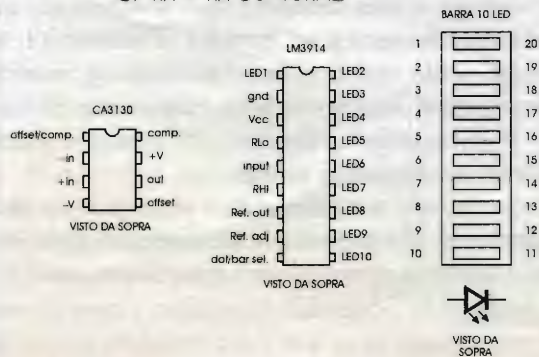 BARRA 10 LED
1 20
2 19
3 18
4 17
5 16
6 15
7 14
8 13
9 12
10 11
VISTO DA
SOPRA
LM3914
LED1 LED2
gnd LED3
Vcc LED4
RLo LED5
input LED6
RHI LED7
Ref. out LED8
Ref. adj LED9
dot/bar sel. LED10
VISTO DA SOPRA
CA3130
offset/comp. comp.
-in +V
+in out
-V offset
VISTO DA SOPRA